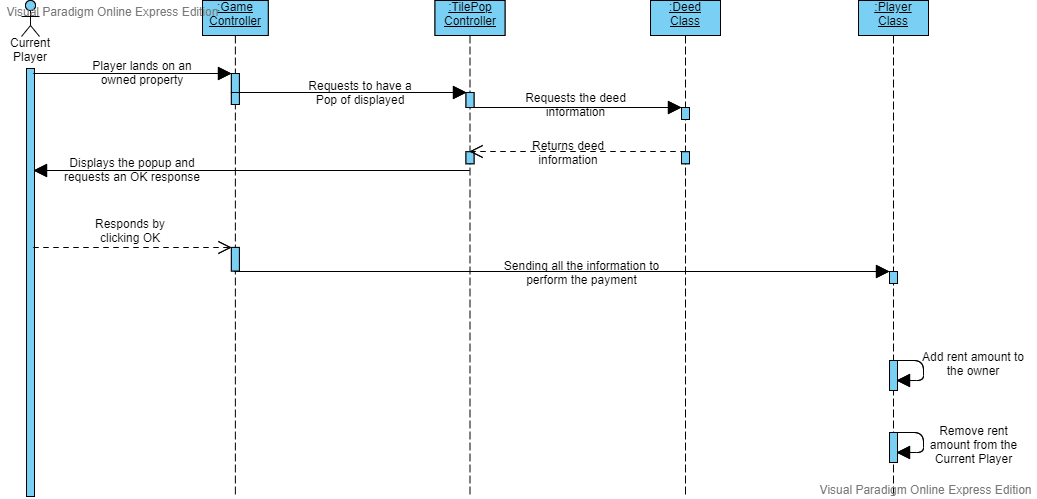 Visual Paradigm Online Express Edition
:Game
Controller
:TilePop
Controller
:Deed
Class
:Player
Class
Current
Player
Player lands on an
owned property
Requests to have a
Pop of displayed
Requests the deed
information
Returns deed
information
Displays the popup and
requests an OK response
Responds by
clicking OK
Sending all the information to
perform the payment
Add rent amount to
the owner
Remove rent
amount from the
Current Player
Visual Paradigm Online Express Edition